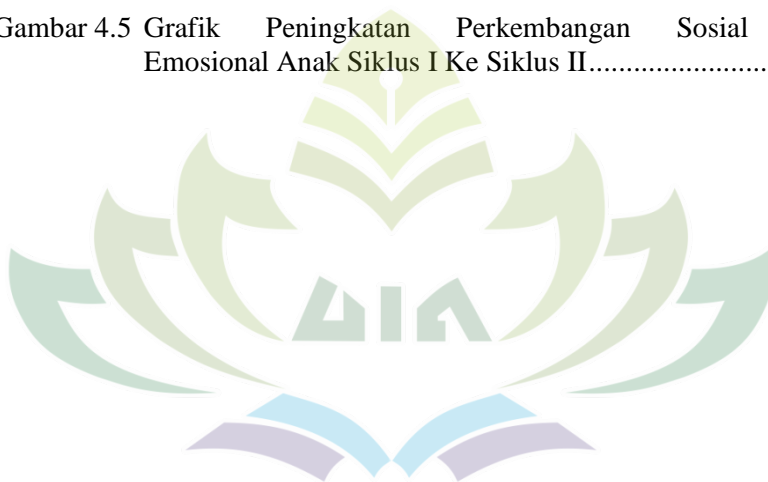 Gambar 4.5 Grafik Peningkatan Perkembangan Sosial
Emosional Anak Siklus I Ke Siklus II........................